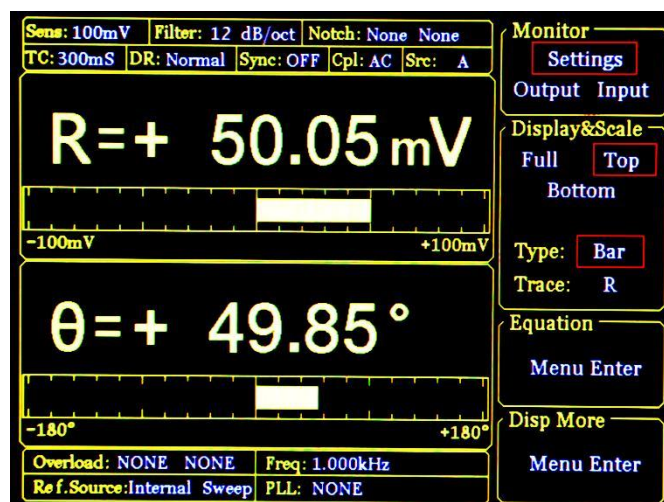 Sens: 100mV Filter: 12 dB/oct Notch: None None
TC: 300mS DR: Normal Sync: OFF Cpl: AC Src: A
R=+ 50.05 mV
-100mV +100mV
θ=+ 49.85°
-180° +180°
Overload: NONE NONE Freq: 1.000kHz
Ref.Source:Internal Sweep PLL: NONE
Monitor
Settings
Output Input
Display&Scale
Full Top
Bottom
Type: Bar
Trace: R
Equation
Menu Enter
Disp More
Menu Enter